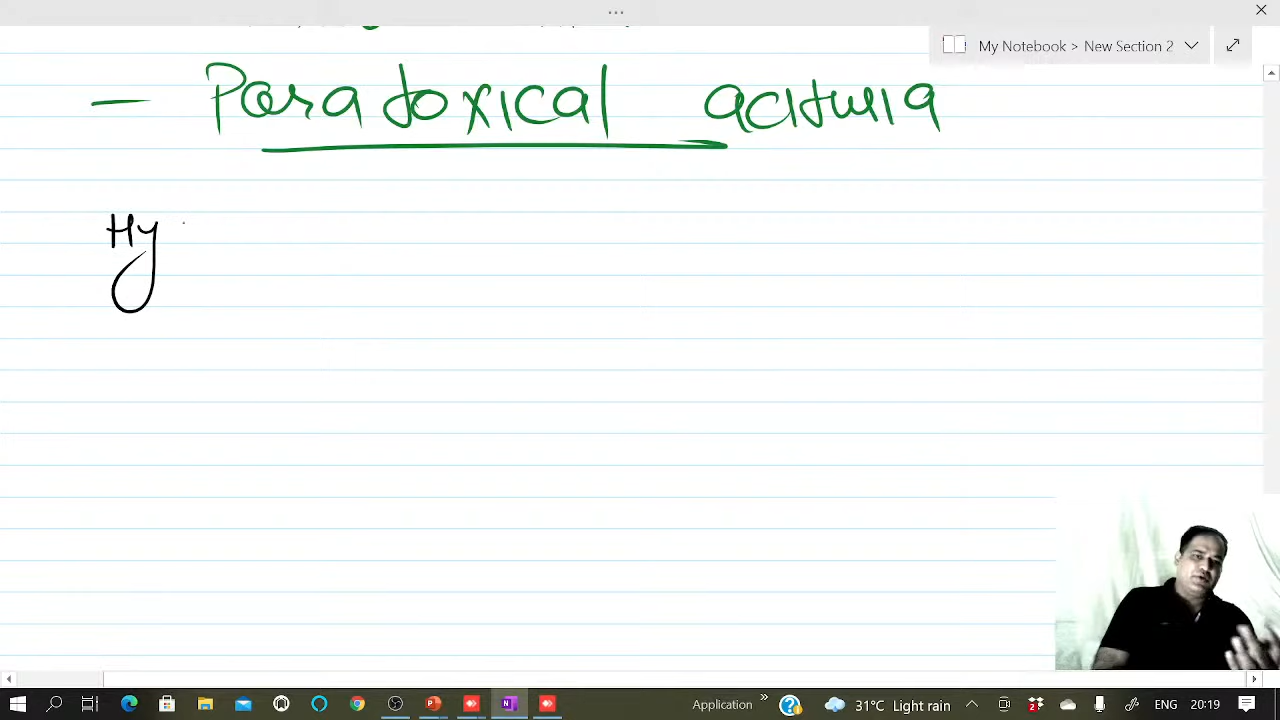 My Notebook > New Section 2
— Paradoxical aciduria
Hy
Application
31°C Light rain
ENG
20:19